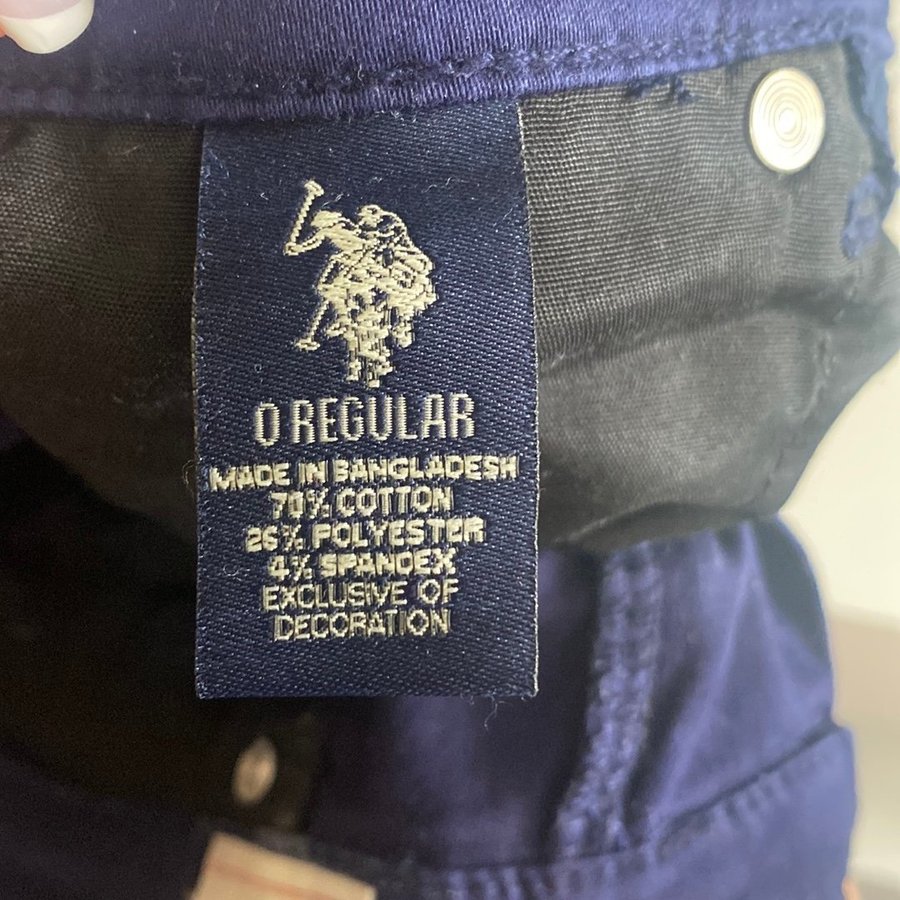 0 REGULAR
MADE IN BANGLADESH
70% COTTON
26% POLYESTER
4% SPANDEX
EXCLUSIVE OF
DECORATION